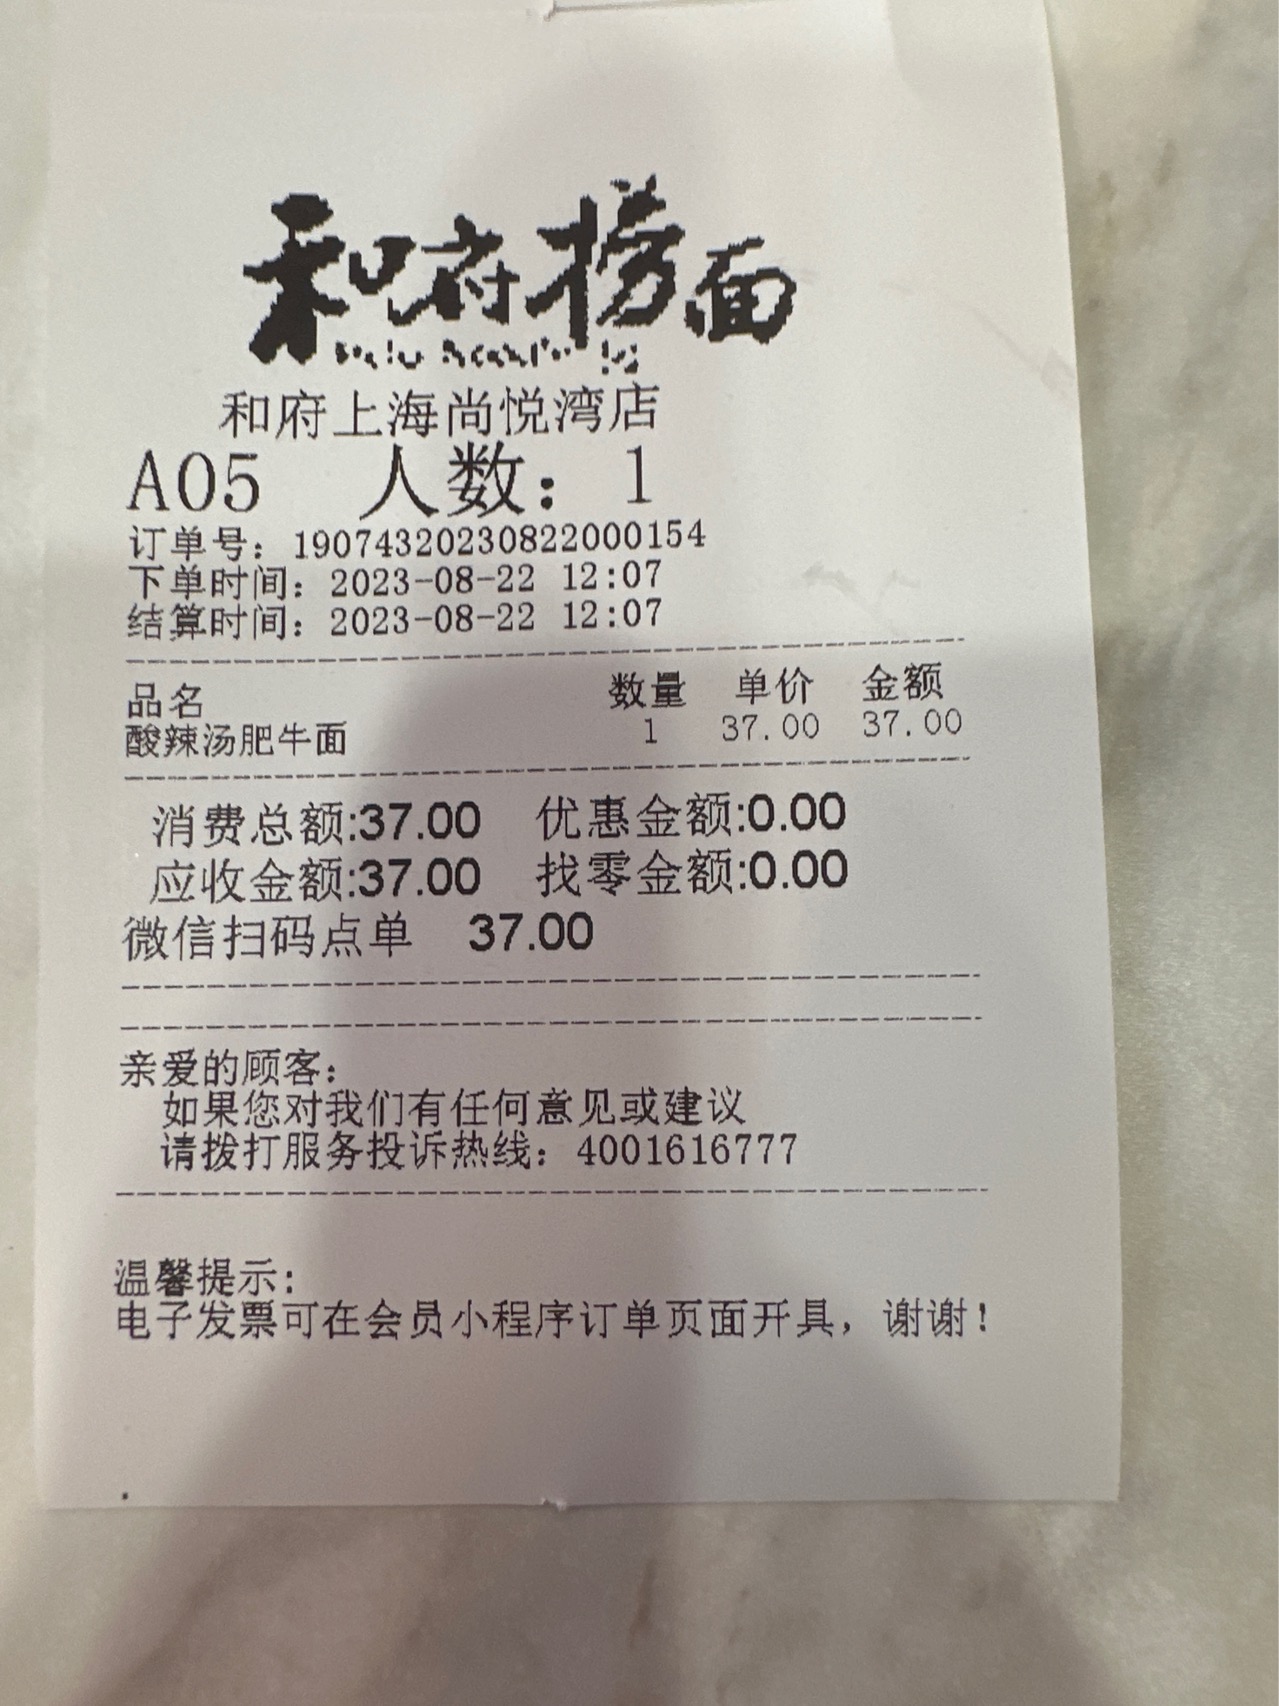 和府捞面
和府上海尚悦湾店
A05 人数：1
订单号：19074320230822000154
下单时间：2023-08-22 12:07
结算时间：2023-08-22 12:07
品名 数量 单价 金额
酸辣汤肥牛面 1 37.00 37.00
消费总额:37.00 优惠金额:0.00
应收金额:37.00 找零金额:0.00
微信扫码点单 37.00
亲爱的顾客：
如果您对我们有任何意见或建议
请拨打服务投诉热线：4001616777
温馨提示：
电子发票可在会员小程序订单页面开具，谢谢！